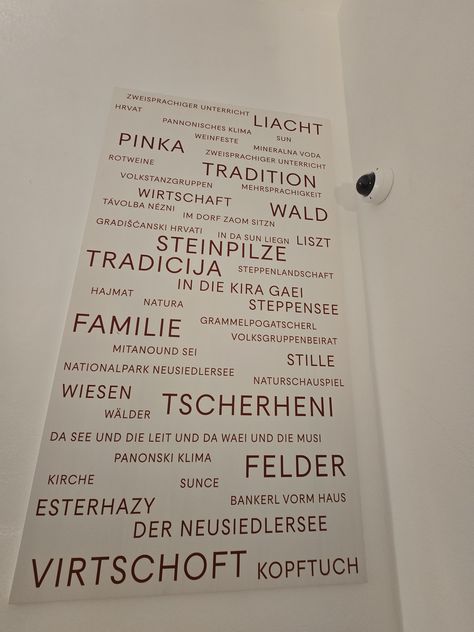 ZWEISPRACHIGER UNTERRICHT
HRVAT
LIACHT
PANNONISCHES KLIMA
SUN
WEINFESTE
MINERALNA VODA
PINKA
ZWEISPRACHIGER UNTERRICHT
ROTWEINE
TRADITION
VOLKSTANZGRUPPEN
MEHRSPRACHIGKEIT
WIRTSCHAFT
WALD
TÁVOLBA NÉZNI
IM DORF ZAOM SITZN
GRADIŠĆANSKI HRVATI
IN DA SUN LIEGN
LISZT
STEINPILZE
TRADICIJA
STEPPENLANDSCHAFT
IN DIE KIRA GAEI
HAJMAT
NATURA
STEPPENSEE
FAMILIE
GRAMMELPOGATSCHERL
VOLKSGRUPPENBEIRAT
MITANOUND SEI
STILLE
NATIONALPARK NEUSIEDLERSEE
NATURSCHAUSPIEL
WIESEN
WÄLDER
TSCHERHENI
DA SEE UND DIE LEIT UND DA WAEI UND DIE MUSI
PANONSKI KLIMA
FELDER
KIRCHE
SUNCE
BANKERL VORM HAUS
ESTERHAZY
DER NEUSIEDLERSEE
VIRTSCHOFT
KOPFTUCH